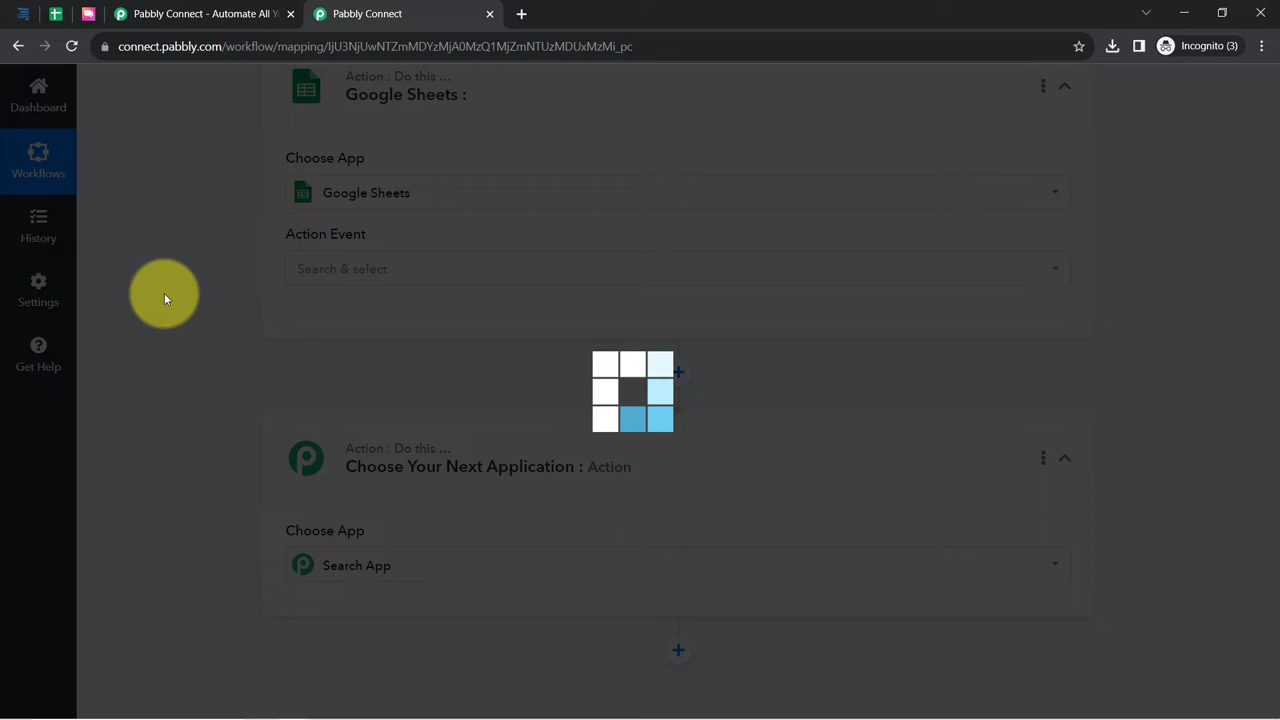 Pabbly Connect - Automate All Y
Pabbly Connect
connect.pabbly.com/workflow/mapping/IjU3NjUwNTZmMDYzMjA0MzQ1MjZmNTUzMDUxMzMi_pc
Incognito (3)
Dashboard
Workflows
History
Settings
Get Help
Action : Do this ...
Google Sheets :
Choose App
Google Sheets
Action Event
Search & select
Action : Do this ...
Choose Your Next Application : Action
Choose App
Search App